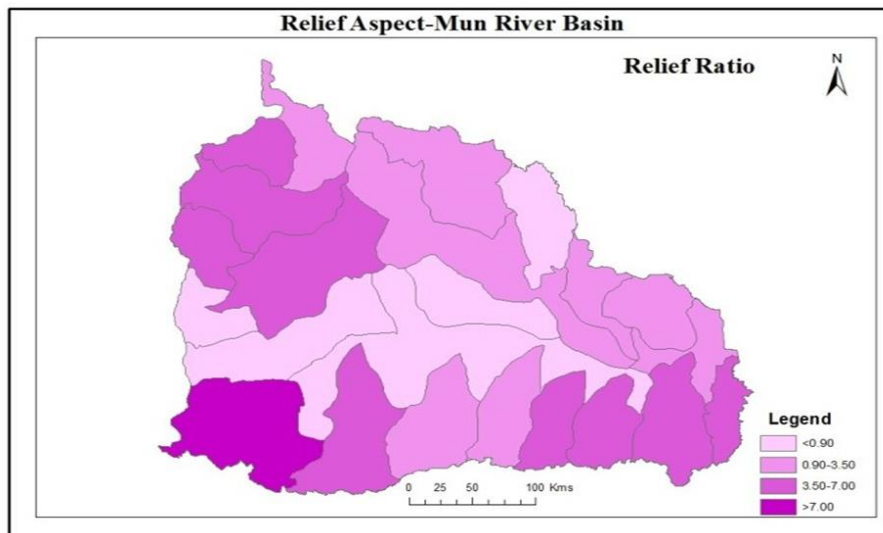 Relief Aspect-Mun River Basin
Relief Ratio
N
Legend
<0.90
0.90-3.50
3.50-7.00
>7.00
0 25 50 100 Kms